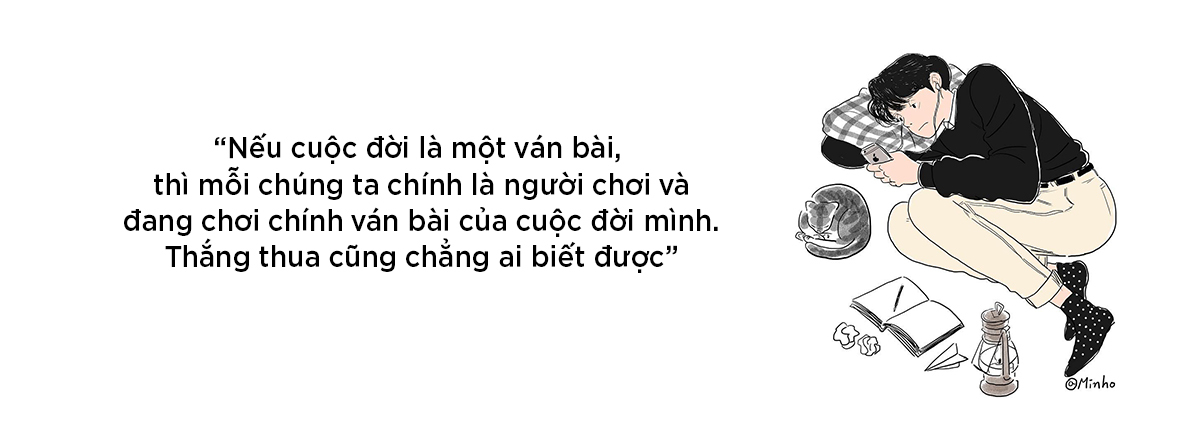 “Nếu cuộc đời là một ván bài,
thì mỗi chúng ta chính là người chơi và
đang chơi chính ván bài của cuộc đời mình.
Thắng thua cũng chẳng ai biết được”
@Minho